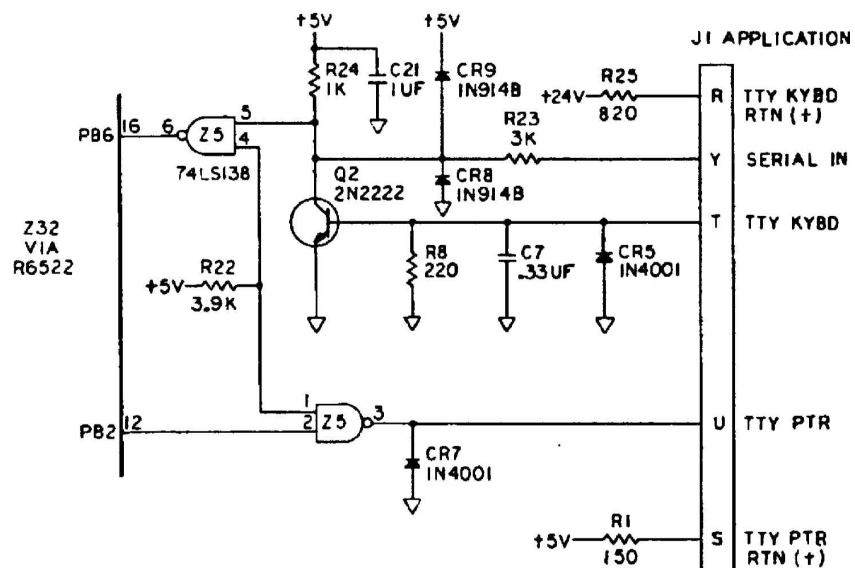 +5V
+5V
J1 APPLICATION
R24
1K
C21
1UF
CR9
1N914B
R25
+24V
820
R
TTY KYBD
RTN (+)
PB6
16
6
Z5
5
4
74LS138
R23
3K
Y
SERIAL IN
Q2
2N2222
CR8
1N914B
T
TTY KYBD
Z32
VIA
R6522
R22
+5V
3.9K
R8
220
C7
.33UF
CR5
1N4001
1
2
Z5
3
U
TTY PTR
PB2
12
CR7
1N4001
R1
+5V
150
S
TTY PTR
RTN (+)